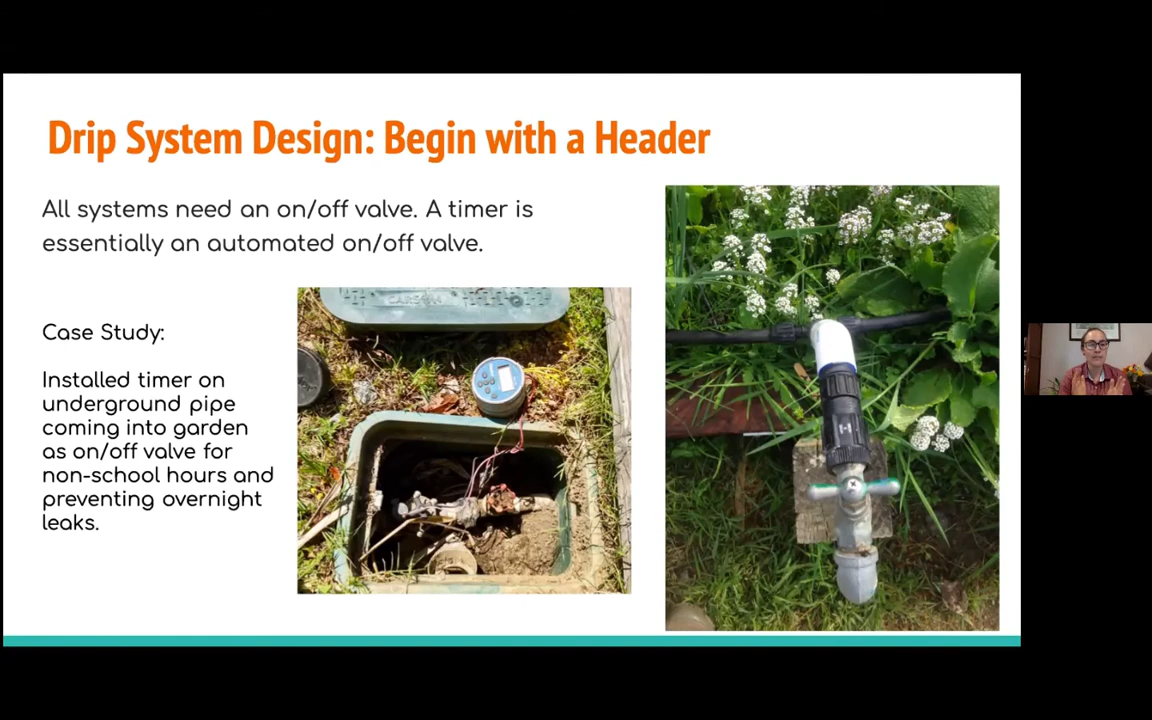 Drip System Design: Begin with a Header
All systems need an on/off valve. A timer is
essentially an automated on/off valve.
Case Study:
Installed timer on
underground pipe
coming into garden
as on/off valve for
non-school hours and
preventing overnight
leaks.
CARSON